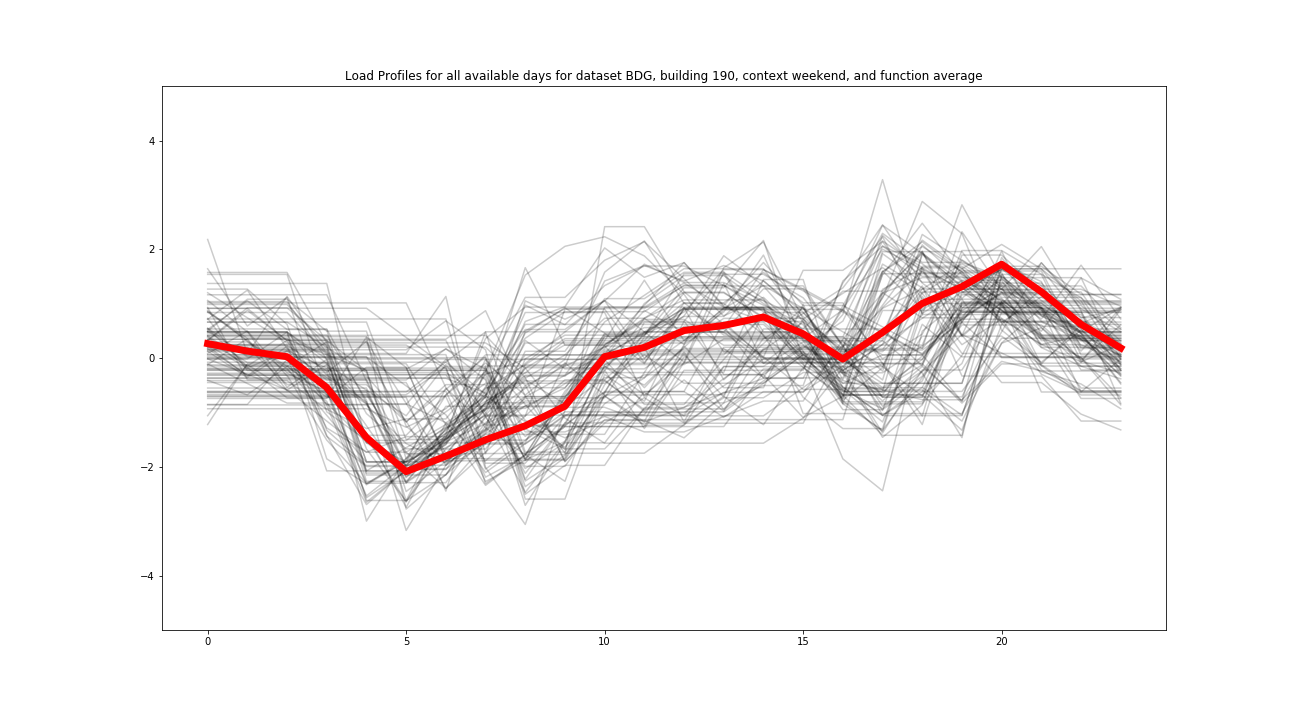 Load Profiles for all available days for dataset BDG, building 190, context weekend, and function average
4
2
0
−2
−4
0 5 10 15 20